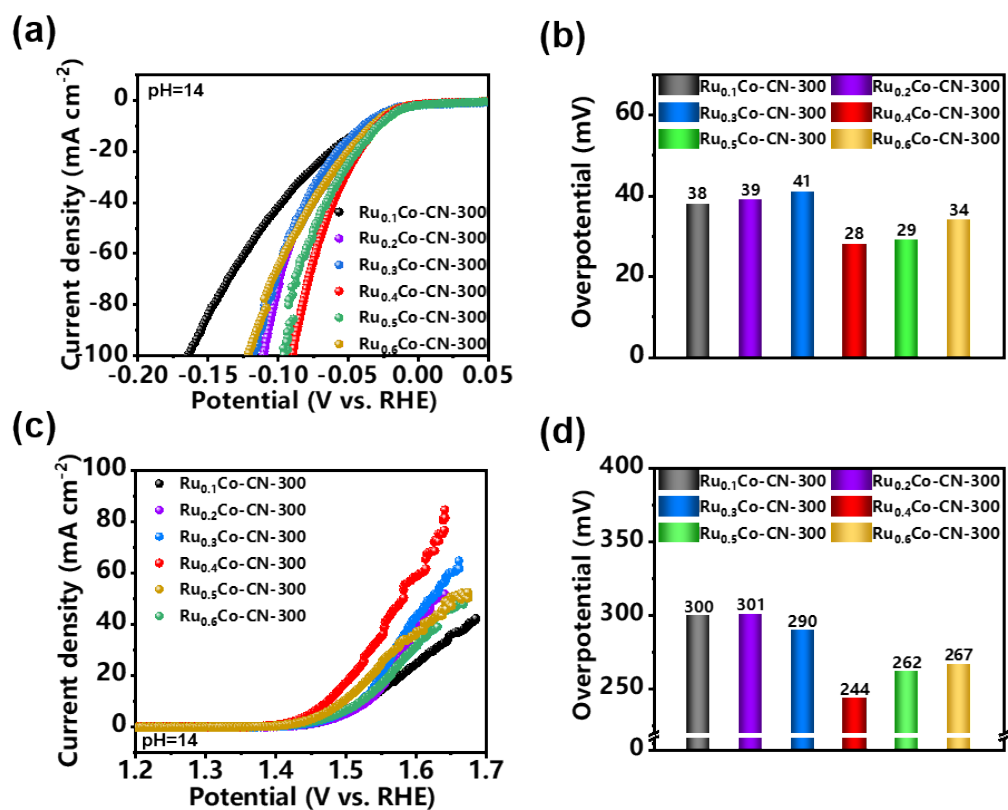 (a)
pH=14
Current density (mA cm⁻²)
0
-20
-40
-60
-80
-100
Ru₀.₁Co-CN-300
Ru₀.₂Co-CN-300
Ru₀.₃Co-CN-300
Ru₀.₄Co-CN-300
Ru₀.₅Co-CN-300
Ru₀.₆Co-CN-300
-0.20 -0.15 -0.10 -0.05 0.00 0.05
Potential (V vs. RHE)
(b)
Overpotential (mV)
60
40
20
0
Ru₀.₁Co-CN-300 Ru₀.₂Co-CN-300
Ru₀.₃Co-CN-300 Ru₀.₄Co-CN-300
Ru₀.₅Co-CN-300 Ru₀.₆Co-CN-300
38 39 41 28 29 34
(c)
Current density (mA cm⁻²)
100
80
60
40
20
0
Ru₀.₁Co-CN-300
Ru₀.₂Co-CN-300
Ru₀.₃Co-CN-300
Ru₀.₄Co-CN-300
Ru₀.₅Co-CN-300
Ru₀.₆Co-CN-300
pH=14
1.2 1.3 1.4 1.5 1.6 1.7
Potential (V vs. RHE)
(d)
Overpotential (mV)
400
350
300
250
0
Ru₀.₁Co-CN-300 Ru₀.₂Co-CN-300
Ru₀.₃Co-CN-300 Ru₀.₄Co-CN-300
Ru₀.₅Co-CN-300 Ru₀.₆Co-CN-300
300 301 290 244 262 267